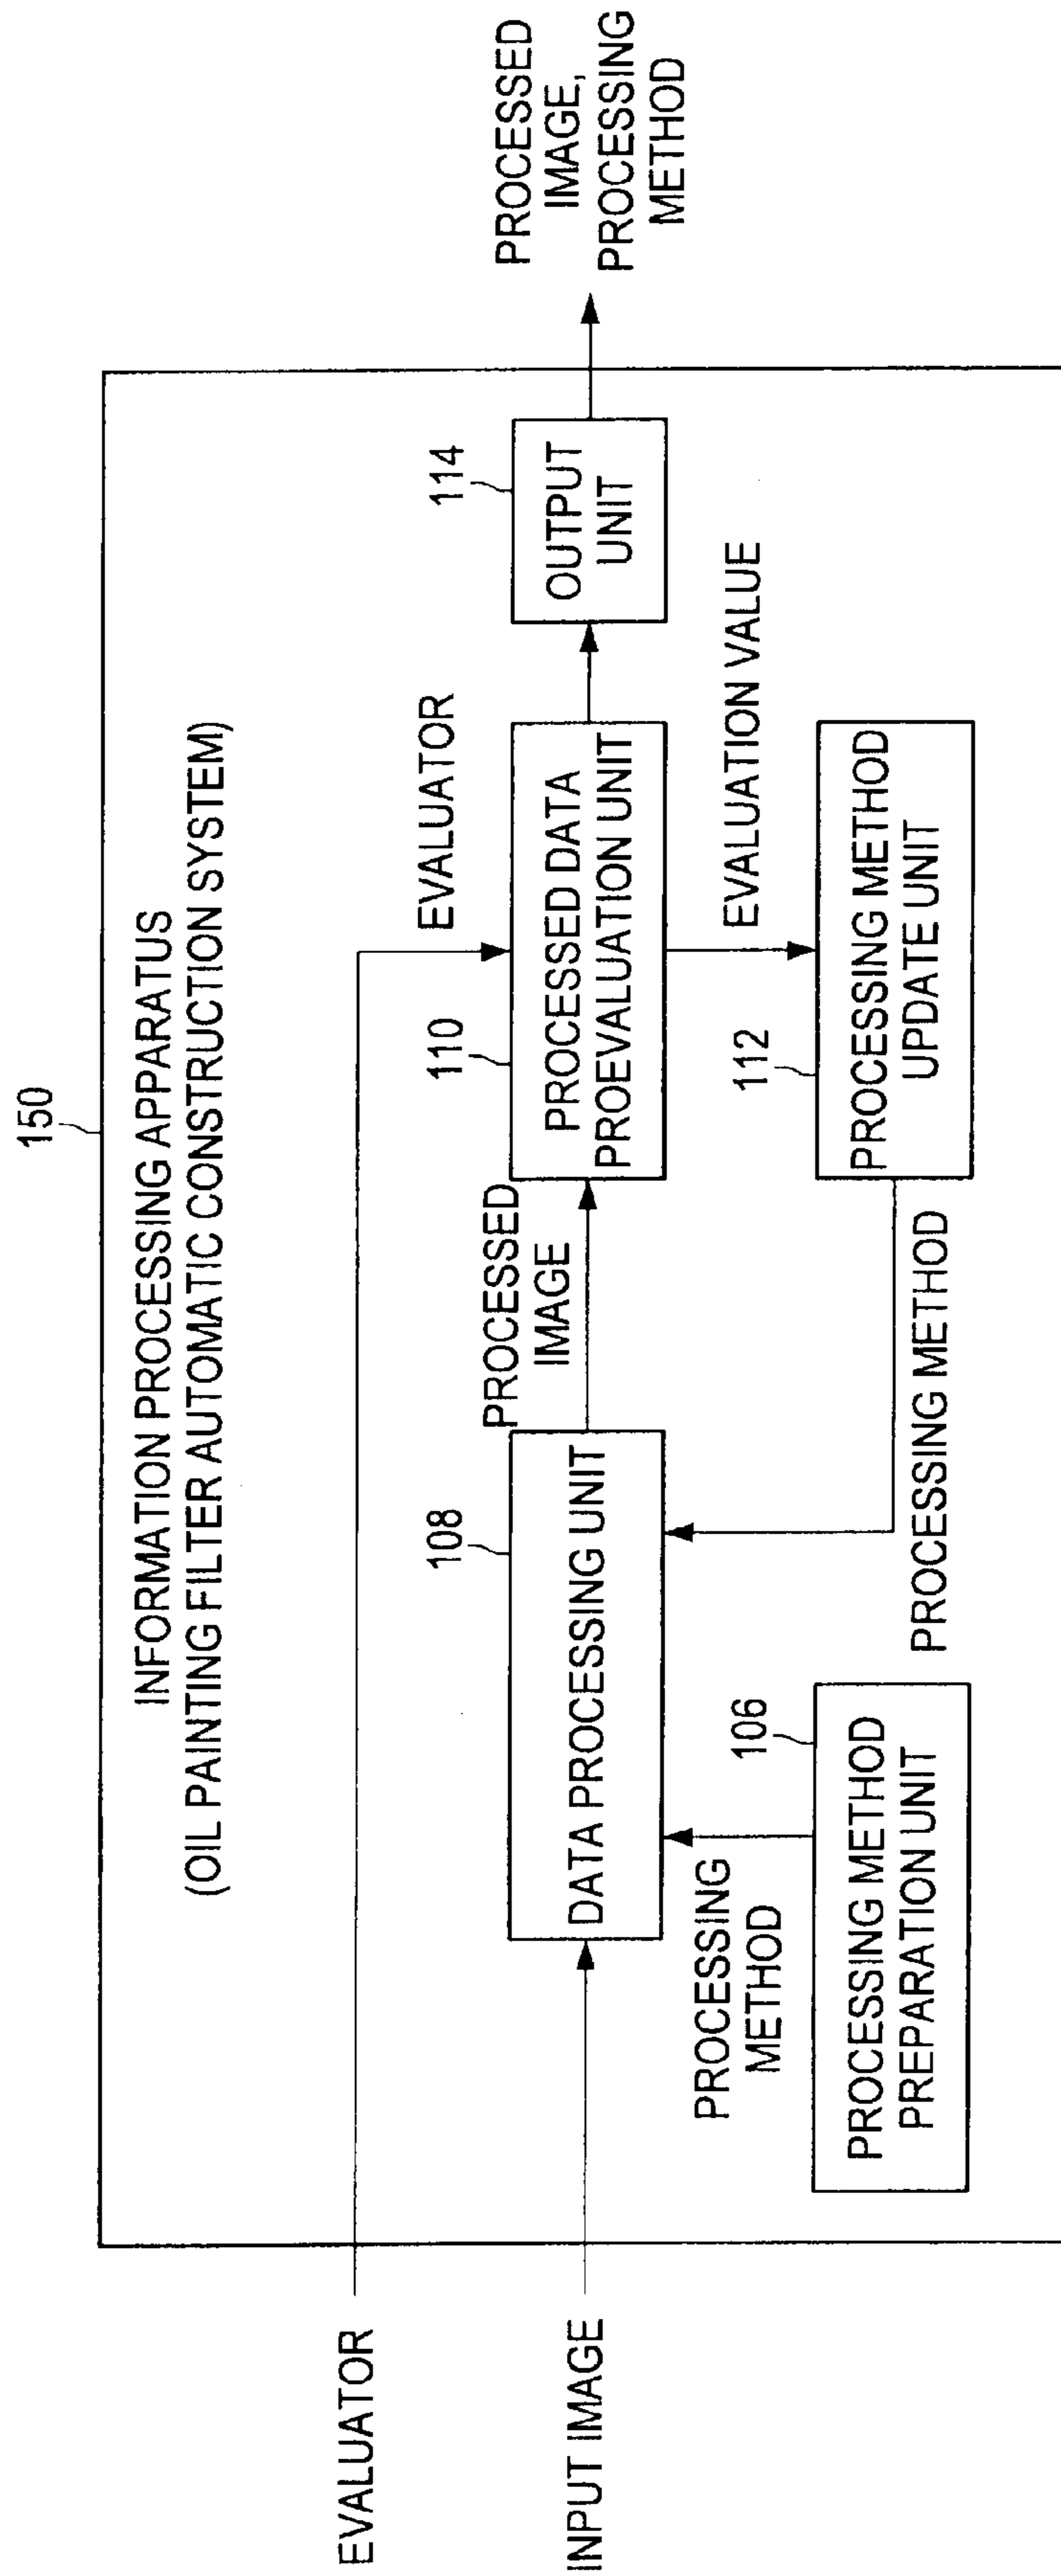 150
INFORMATION PROCESSING APPARATUS
(OIL PAINTING FILTER AUTOMATIC CONSTRUCTION SYSTEM)
EVALUATOR
EVALUATOR
INPUT IMAGE
108
DATA PROCESSING UNIT
PROCESSED
IMAGE
110
PROCESSED DATA
PROEVALUATION UNIT
114
OUTPUT
UNIT
PROCESSED
IMAGE,
PROCESSING
METHOD
PROCESSING
METHOD
106
PROCESSING METHOD
PREPARATION UNIT
PROCESSING METHOD
EVALUATION VALUE
112
PROCESSING METHOD
UPDATE UNIT